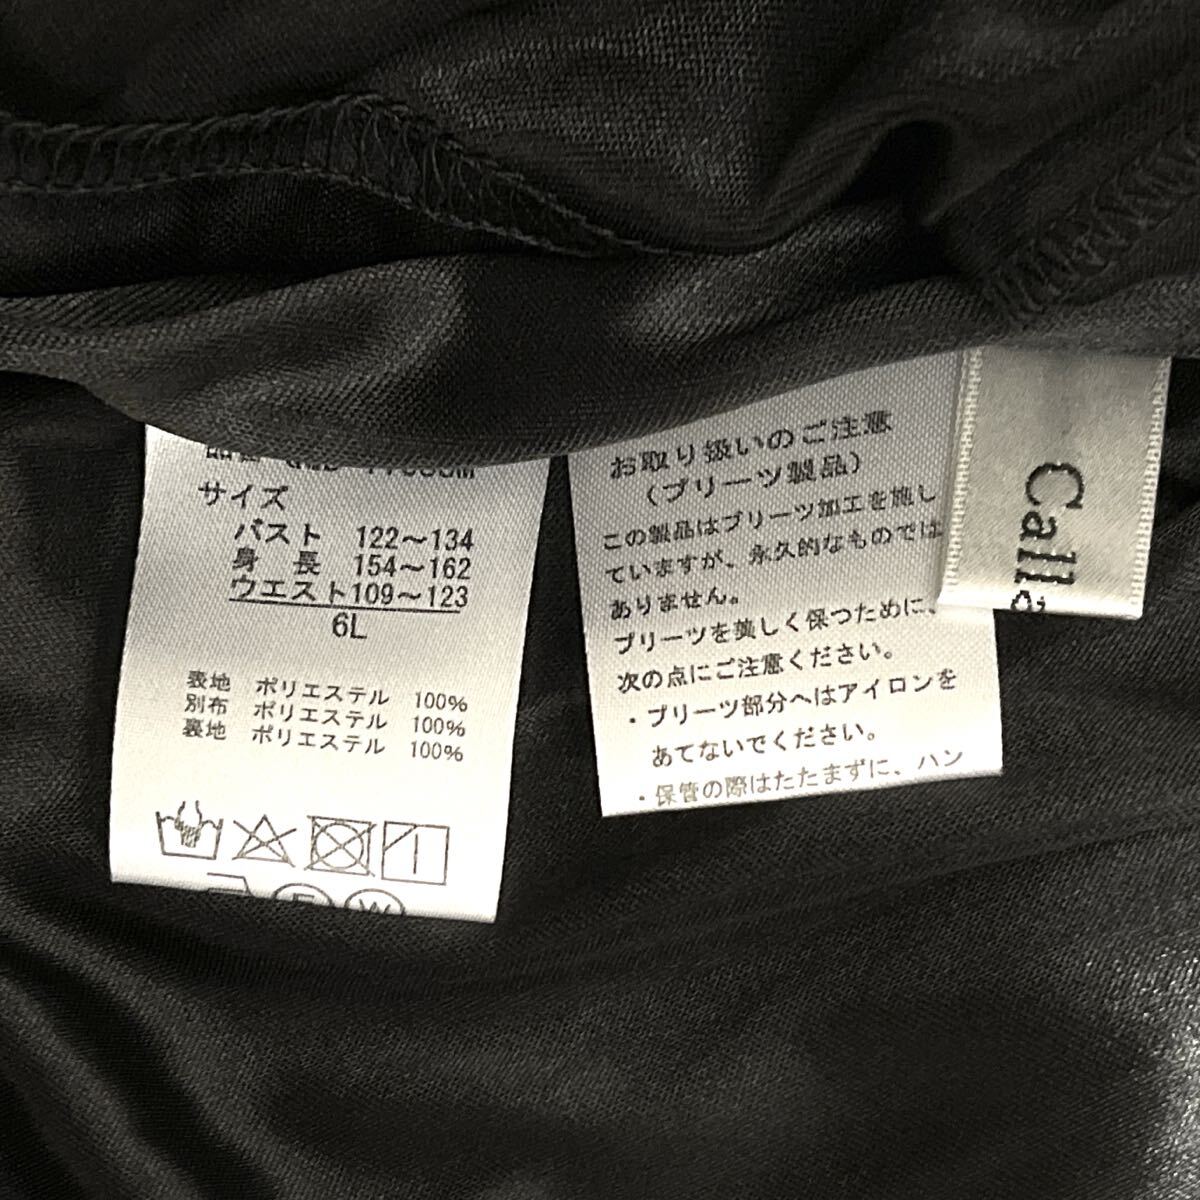 サイズ
バスト 122～134
身長 154～162
ウエスト109～123
6L
表地 ポリエステル 100%
別布 ポリエステル 100%
裏地 ポリエステル 100%
お取り扱いのご注意
(プリーツ製品)
この製品はプリーツ加工を施し
ていますが、永久的なものでは
ありません。
プリーツを美しく保つために、
次の点にご注意ください。
・プリーツ部分へはアイロンを
あてないでください。
・保管の際はたたまずに、ハン
W